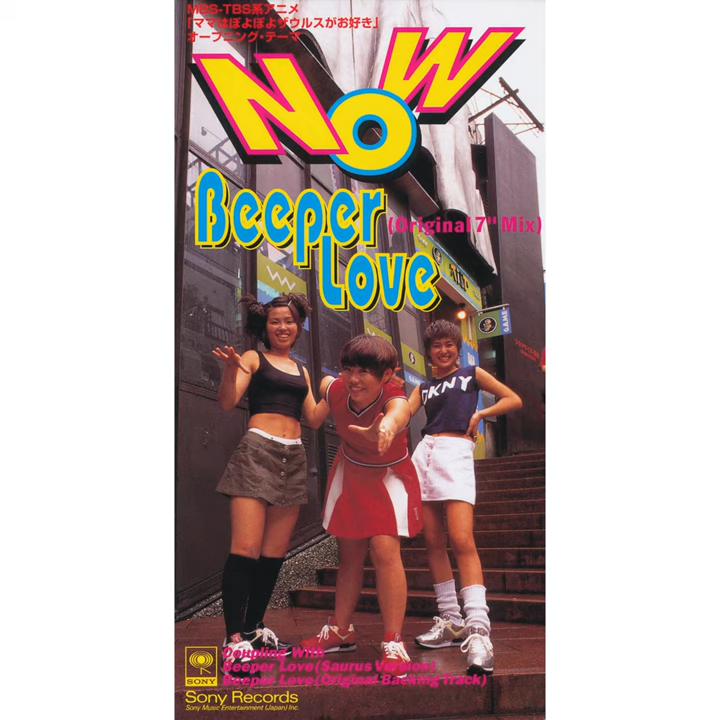 MBS-TBS系アニメ
「ママはぽよぽよザウルスがお好き」
オープニング・テーマ
NOW
Beeper
(Original 7" Mix)
Love
GAME
DKNY
Coupling With
Beeper Love(Saurus Version)
Beeper Love(Original Backing Track)
SONY
Sony Records
Sony Music Entertainment (Japan) Inc.